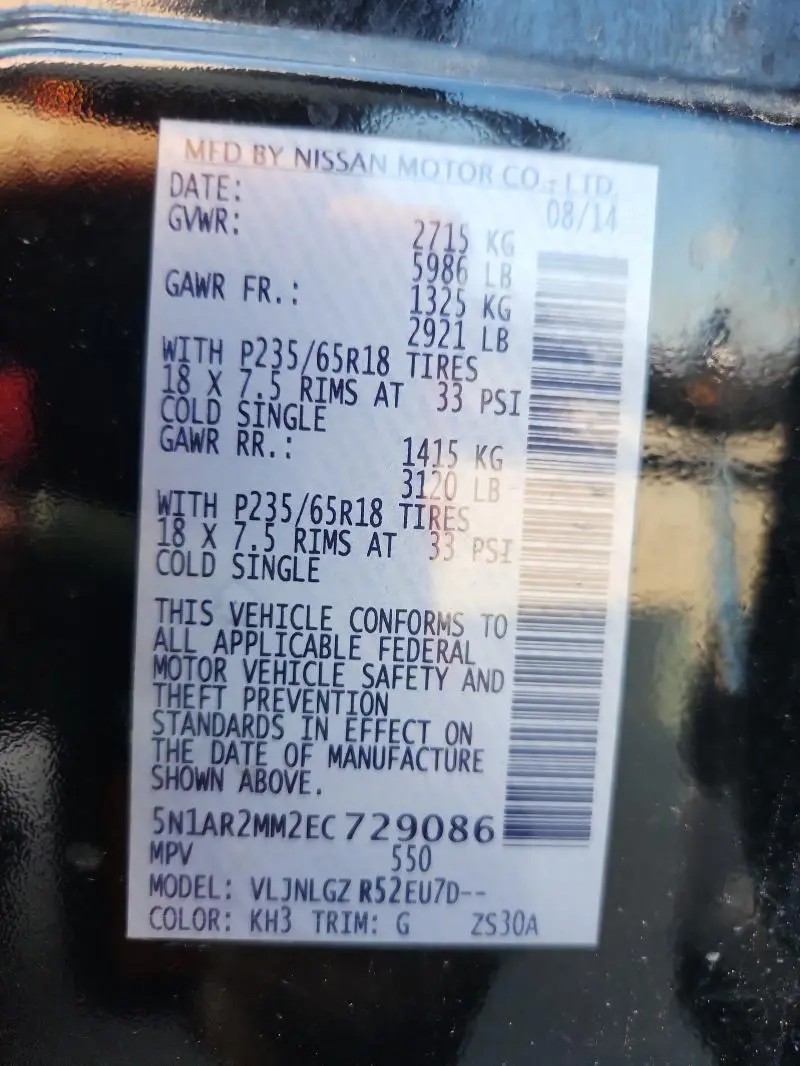 MFD BY NISSAN MOTOR CO., LTD.
DATE: 08/14
GVWR: 2715 KG
5986 LB
GAWR FR.: 1325 KG
2921 LB
WITH P235/65R18 TIRES
18 X 7.5 RIMS AT 33 PSI
COLD SINGLE
GAWR RR.: 1415 KG
3120 LB
WITH P235/65R18 TIRES
18 X 7.5 RIMS AT 33 PSI
COLD SINGLE
THIS VEHICLE CONFORMS TO
ALL APPLICABLE FEDERAL
MOTOR VEHICLE SAFETY AND
THEFT PREVENTION
STANDARDS IN EFFECT ON
THE DATE OF MANUFACTURE
SHOWN ABOVE.
5N1AR2MM2EC 729086
MPV 550
MODEL: VLJNLGZ R52EU7D--
COLOR: KH3 TRIM: G ZS30A